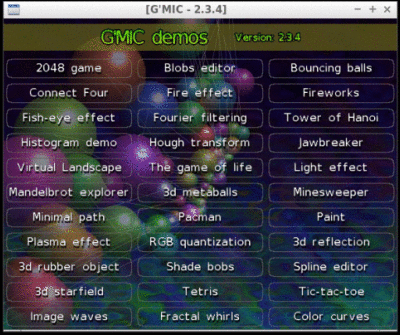 [G'MIC - 2.3.4]
G'MIC demos Version: 2.3.4
2048 game Blobs editor Bouncing balls
Connect Four Fire effect Fireworks
Fish-eye effect Fourier filtering Tower of Hanoi
Histogram demo Hough transform Jawbreaker
Virtual Landscape The game of life Light effect
Mandelbrot explorer 3d metaballs Minesweeper
Minimal path Pacman Paint
Plasma effect RGB quantization 3d reflection
3d rubber object Shade bobs Spline editor
3d starfield Tetris Tic-tac-toe
Image waves Fractal whirls Color curves